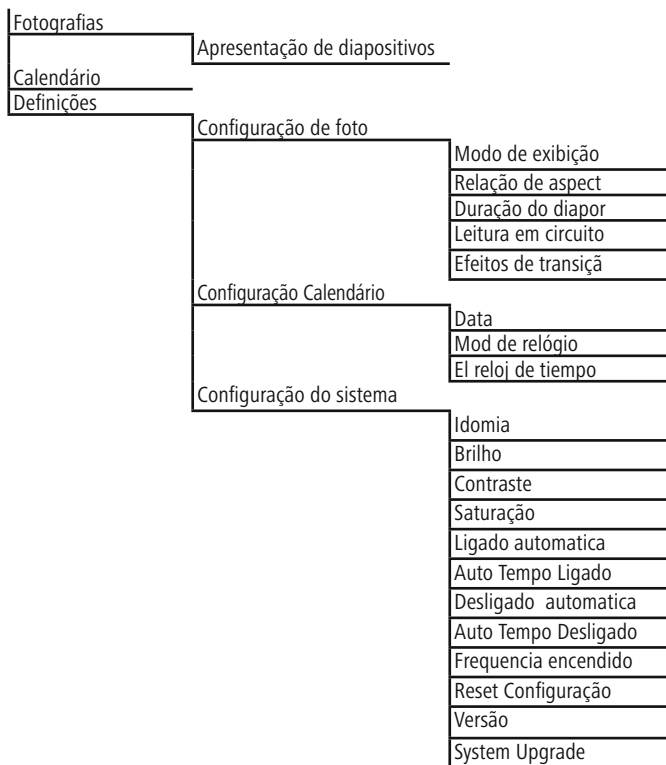 Fotografias
Apresentação de diapositivos
Calendário
Definições
Configuração de foto
Modo de exibição
Relação de aspect
Duração do diapor
Leitura em circuito
Efeitos de transiçã
Configuração Calendário
Data
Mod de relógio
El reloj de tiempo
Configuração do sistema
Idomia
Brilho
Contraste
Saturação
Ligado automatica
Auto Tempo Ligado
Desligado  automatica
Auto Tempo Desligado
Frequencia encendido
Reset Configuração
Versão
System Upgrade